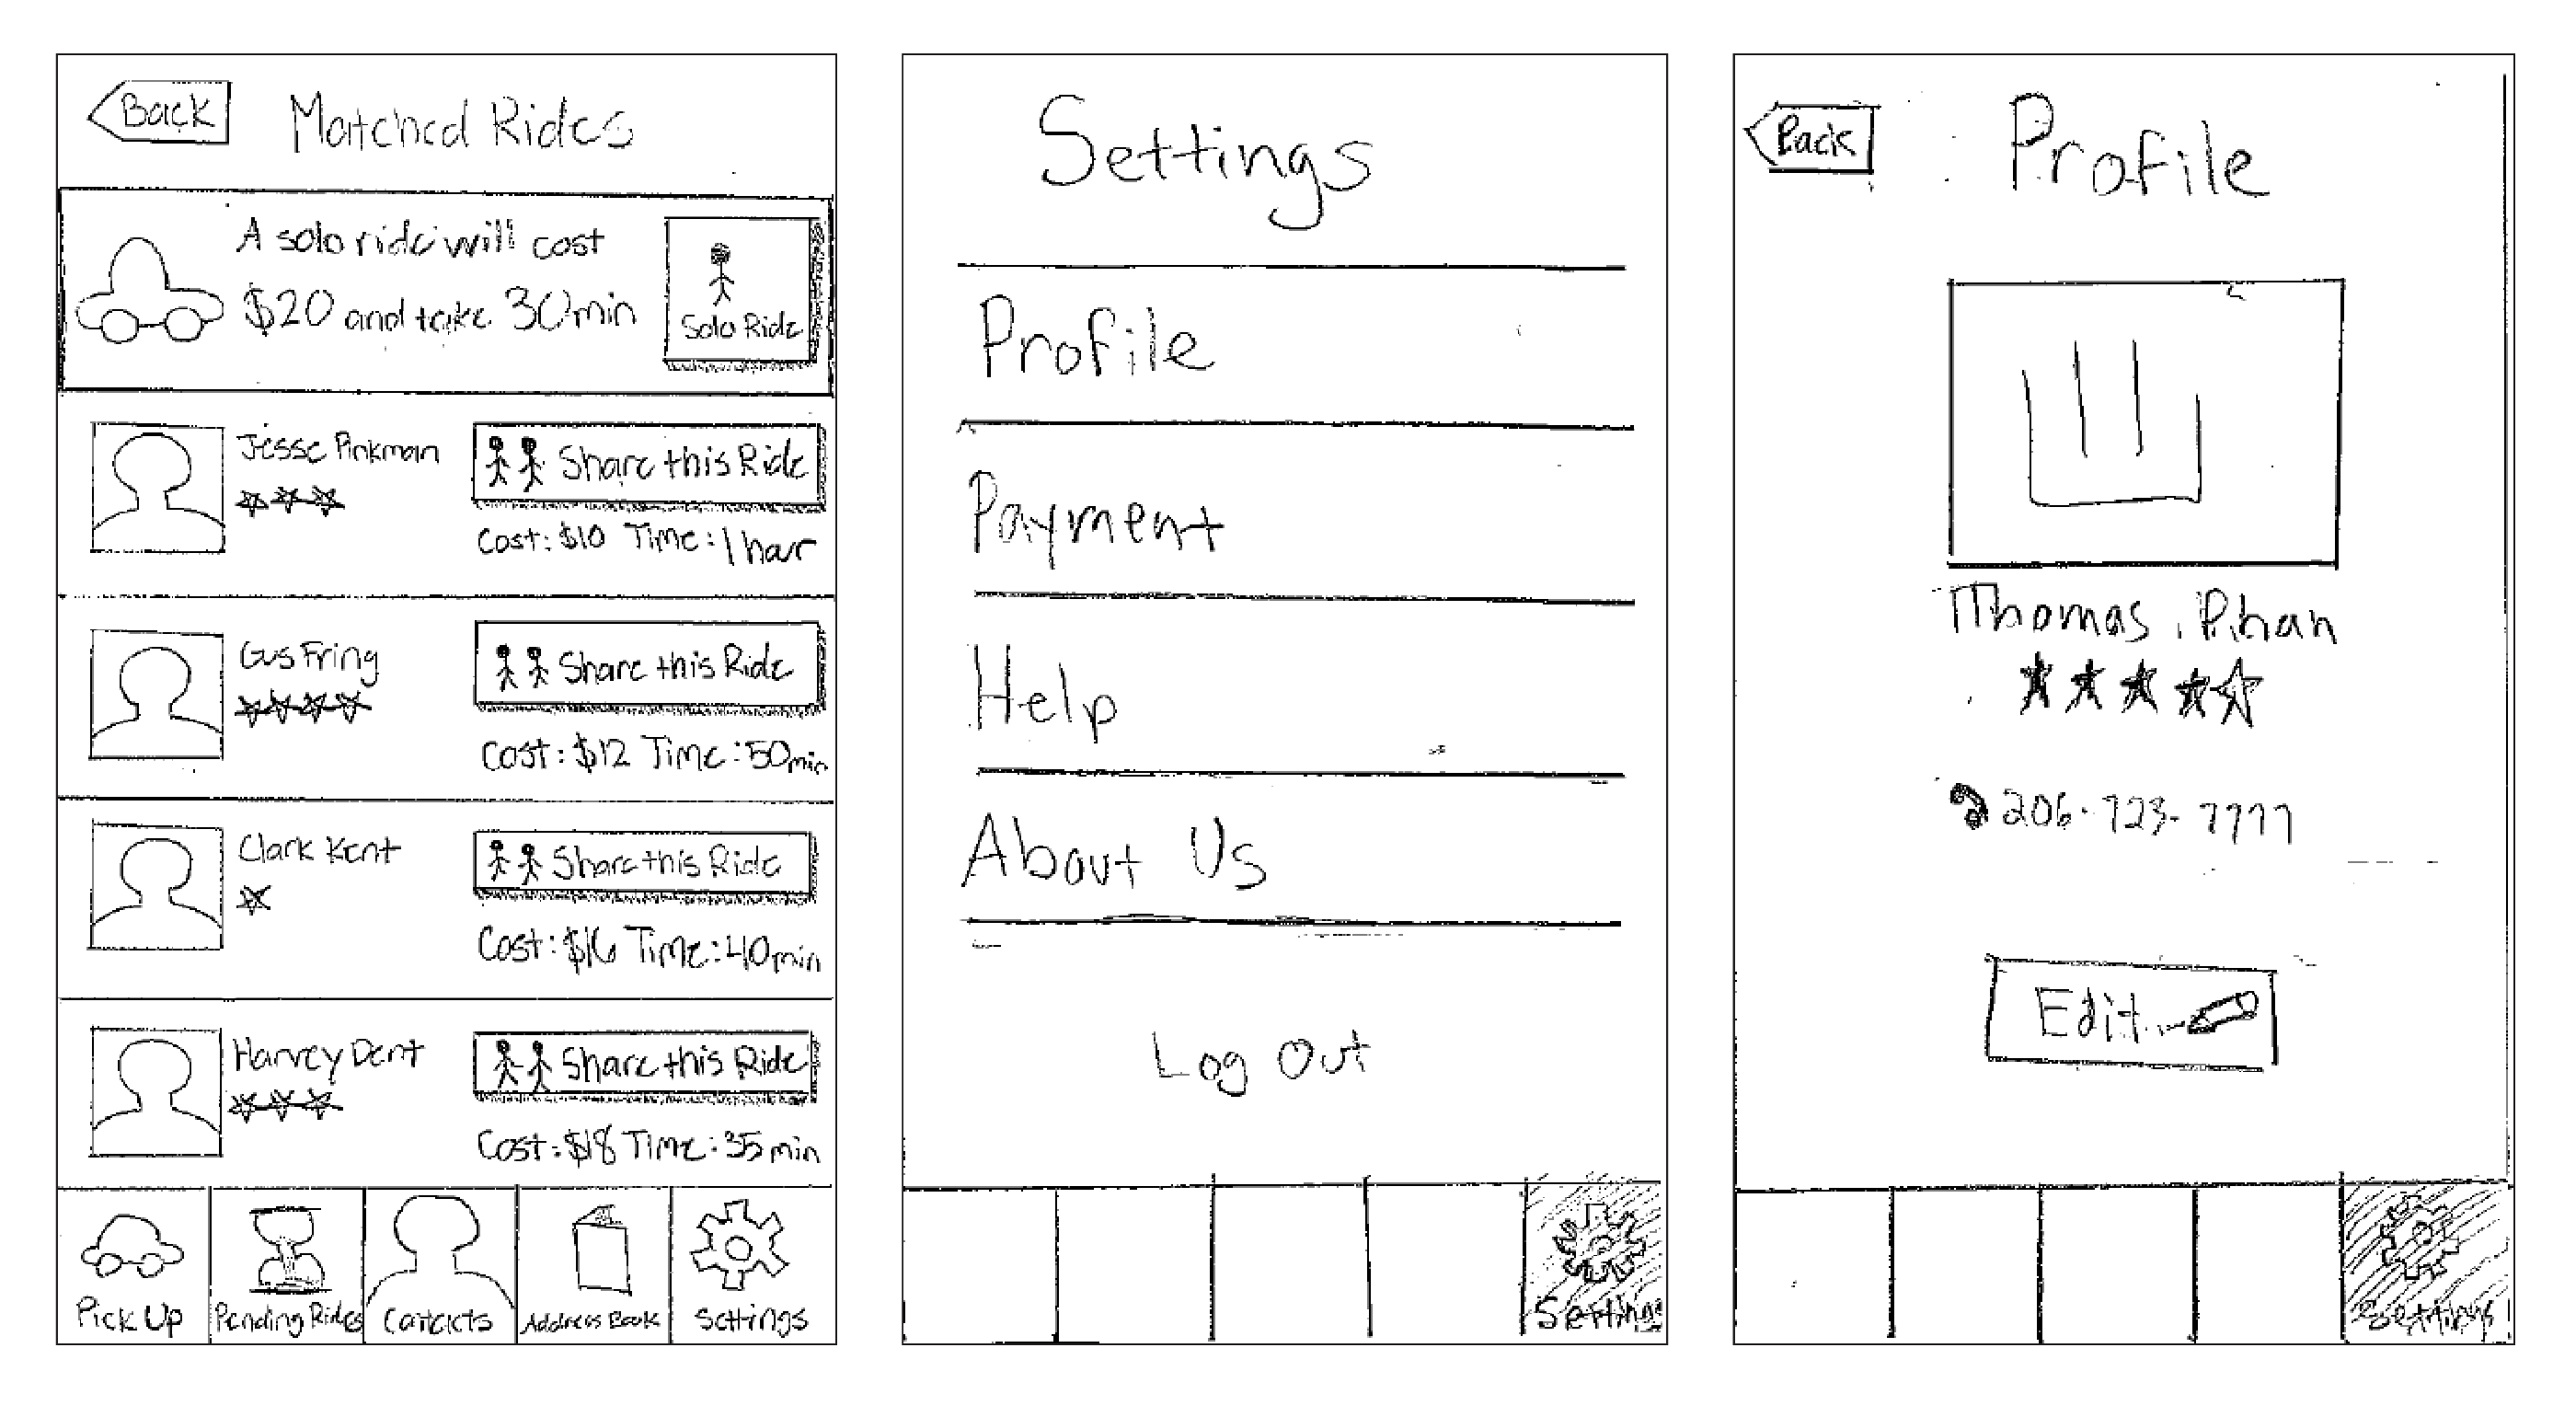 Back
Matched Rides
A solo ride will cost
$20 and take 30min
Solo Ride
Jesse Pinkman
Share this Ride
Cost: $10 Time: 1 hour
Gus Fring
Share this Ride
Cost: $12 Time: 50min
Clark Kent
Share this Ride
Cost: $16 Time: 40min
Harvey Dent
Share this Ride
Cost: $18 Time: 35 min
Pick Up
Pending Rides
Contacts
Address Book
Settings
Settings
Profile
Payment
Help
About Us
Log Out
Settings
Back
Profile
Thomas Phan
206-723-7777
Edit
Settings